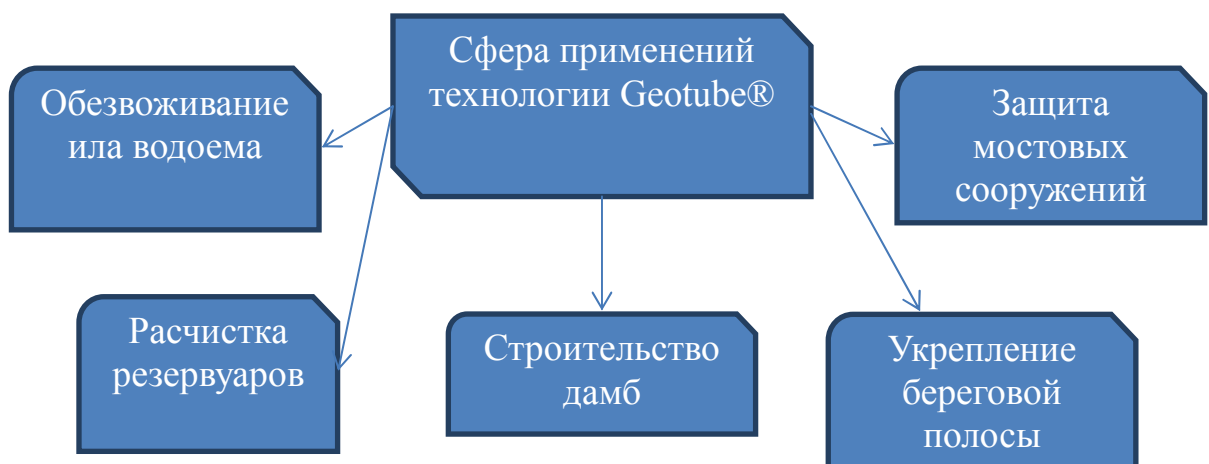 Сфера применений
технологии Geotube®
Обезвоживание
ила водоема
Защита
мостовых
сооружений
Расчистка
резервуаров
Строительство
дамб
Укрепление
береговой
полосы